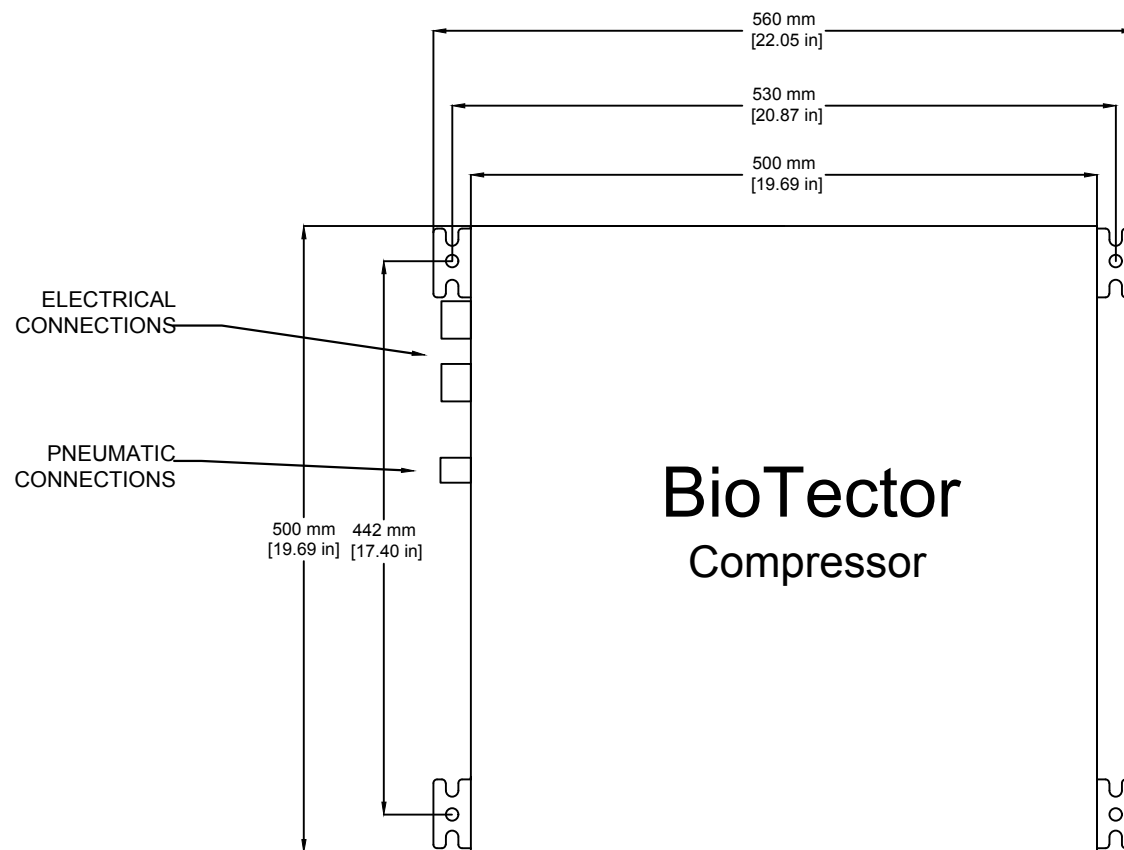 560 mm
[22.05 in]
530 mm
[20.87 in]
500 mm
[19.69 in]
ELECTRICAL
CONNECTIONS
PNEUMATIC
CONNECTIONS
500 mm
[19.69 in]
442 mm
[17.40 in]
BioTector
Compressor